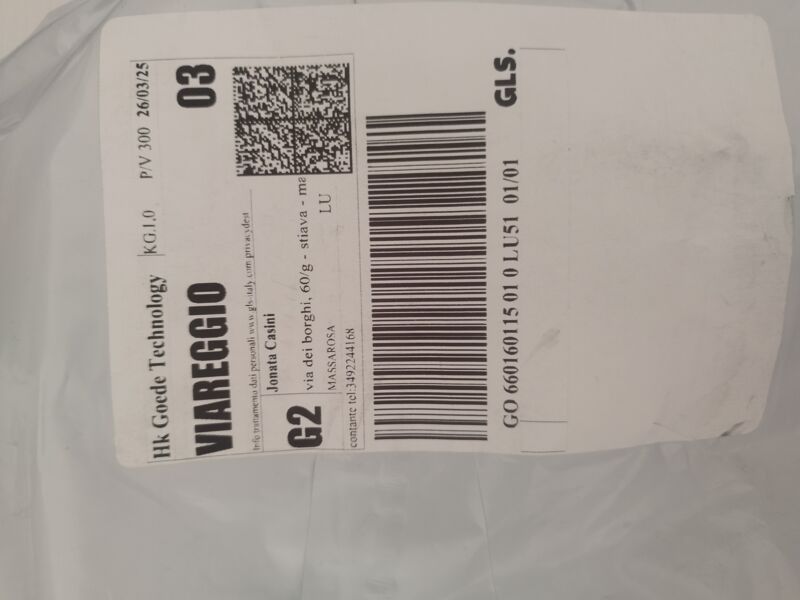 Hk Goede Technology KG.1.0 P/V 300 26/03/25
VIAREGGIO 03
Info trattamento dati personali www.gls-italy.com/privacydest
Jonata Casini
G2 via dei borghi, 60/g - stiava - ma
MASSAROSA LU
contante tel:3492244168
GO 660160115 01 0 LU51 01/01
GLS.